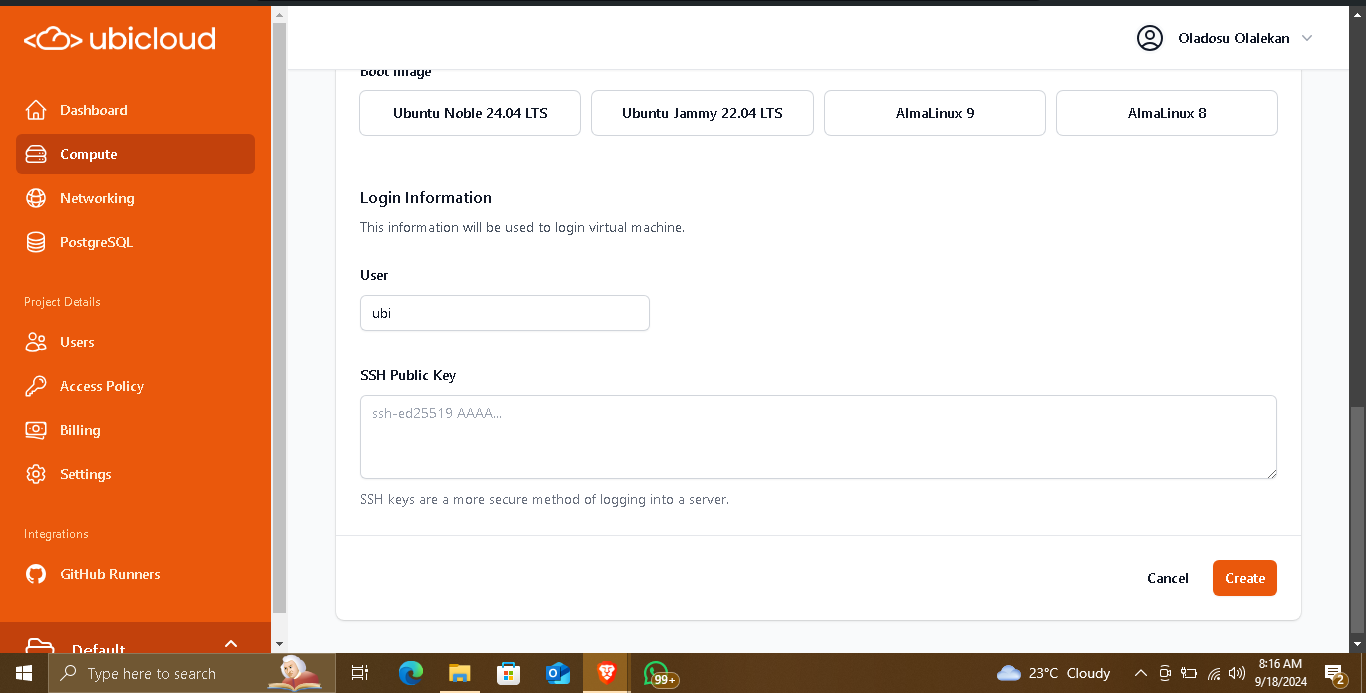 ubicloud
Oladosu Olalekan
Dashboard
Compute
Networking
PostgreSQL
Project Details
Users
Access Policy
Billing
Settings
Integrations
GitHub Runners
Default
Boot Image
Ubuntu Noble 24.04 LTS
Ubuntu Jammy 22.04 LTS
AlmaLinux 9
AlmaLinux 8
Login Information
This information will be used to login virtual machine.
User
ubi
SSH Public Key
ssh-ed25519 AAAA...
SSH keys are a more secure method of logging into a server.
Cancel
Create
Type here to search
99+
23°C Cloudy
8:16 AM
9/18/2024
2